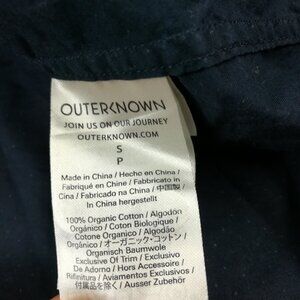 OUTERKNOWN
JOIN US ON OUR JOURNEY
OUTERKNOWN.COM
S
P
Made in China / Hecho en China /
Fabriqué en Chine / Fabbricato in
Cina / Fabricado na China / 中国製 /
In China hergestellt
100% Organic Cotton / Algodón
Orgánico / Coton Biologique /
Cotone Organico / Algodão
Orgânico / オーガニック・コットン /
Organisch Baumwolle
Exclusive Of Trim / Excluido
De Adorno / Hors Accessoire /
Rifinitura / Aviamentos Exclusivos /
付属品を除く / Ausser Zubehör